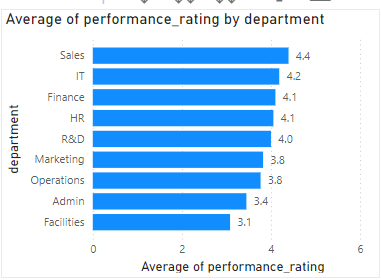 Average of performance_rating by department
department
Sales 4.4
IT 4.2
Finance 4.1
HR 4.1
R&D 4.0
Marketing 3.8
Operations 3.8
Admin 3.4
Facilities 3.1
0 2 4 6
Average of performance_rating